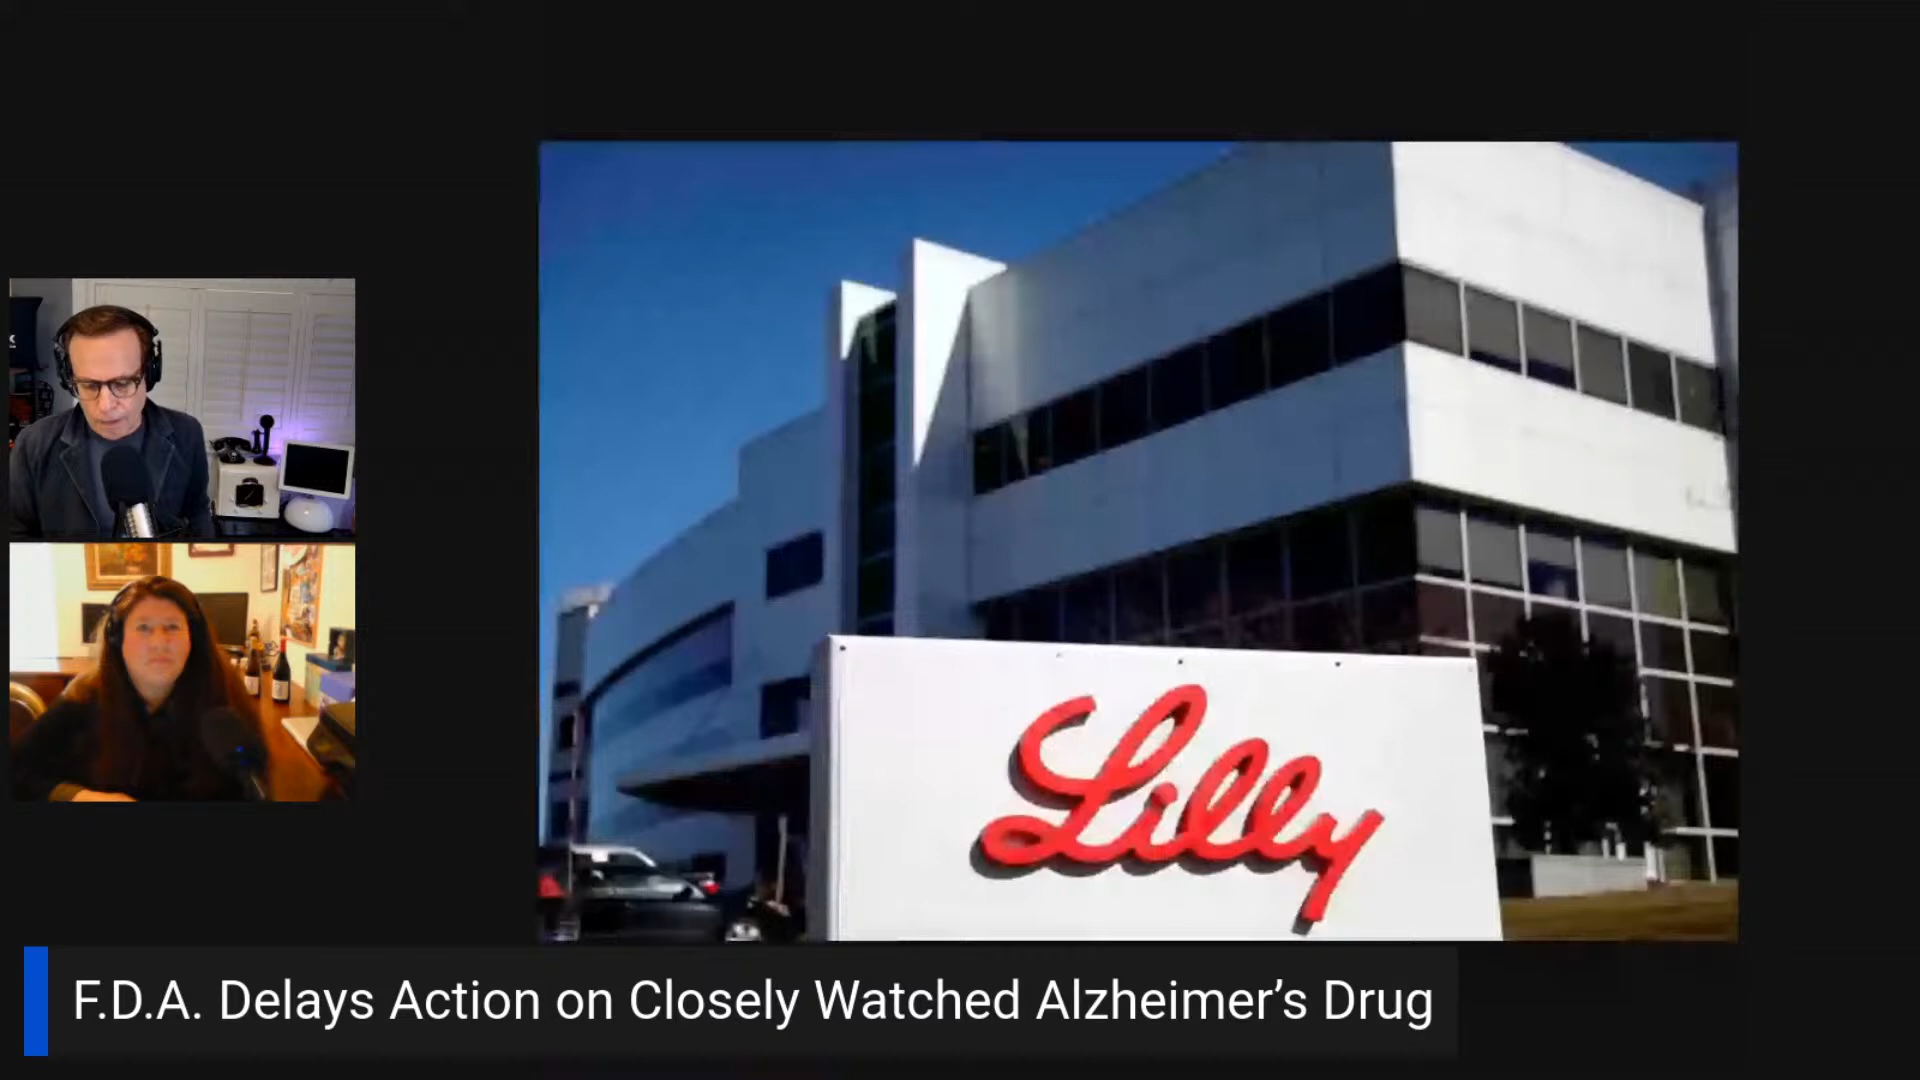 Lilly
F.D.A. Delays Action on Closely Watched Alzheimer’s Drug